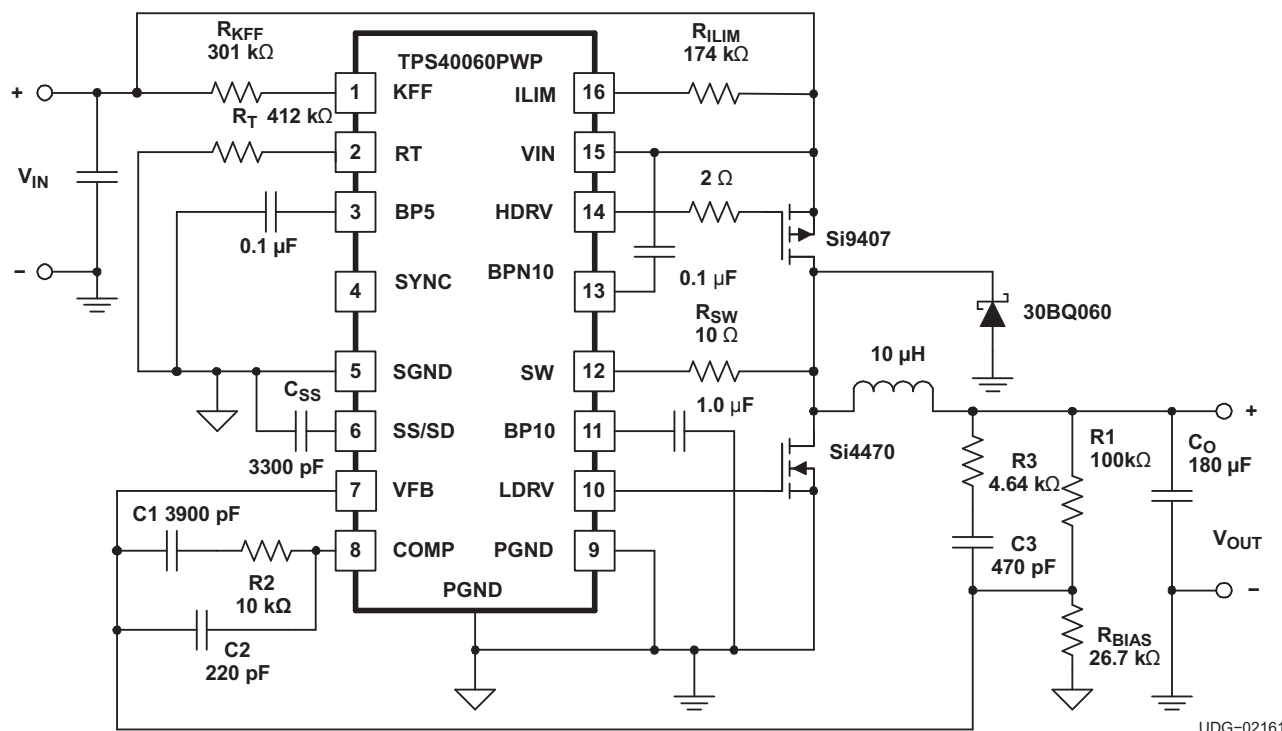 RKFF
301 kΩ
RILIM
174 kΩ
TPS40060PWP
+
1
KFF
ILIM
16
RT 412 kΩ
2
RT
VIN
15
VIN
2 Ω
3
BP5
HDRV
14
Si9407
0.1 µF
−
4
SYNC
BPN10
13
0.1 µF
RSW
10 Ω
30BQ060
10 µH
5
SGND
SW
12
CSS
1.0 µF
6
SS/SD
BP10
11
+
3300 pF
Si4470
R3
4.64 kΩ
R1
100kΩ
CO
180 µF
7
VFB
LDRV
10
C1 3900 pF
8
COMP
PGND
9
C3
470 pF
VOUT
R2
10 kΩ
PGND
−
C2
220 pF
RBIAS
26.7 kΩ
UDG−02161